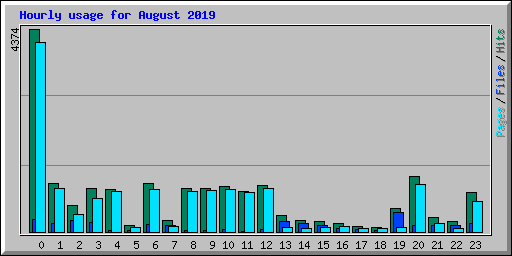 Hourly usage for August 2019
4374
Pages/Files/Hits
0 1 2 3 4 5 6 7 8 9 10 11 12 13 14 15 16 17 18 19 20 21 22 23